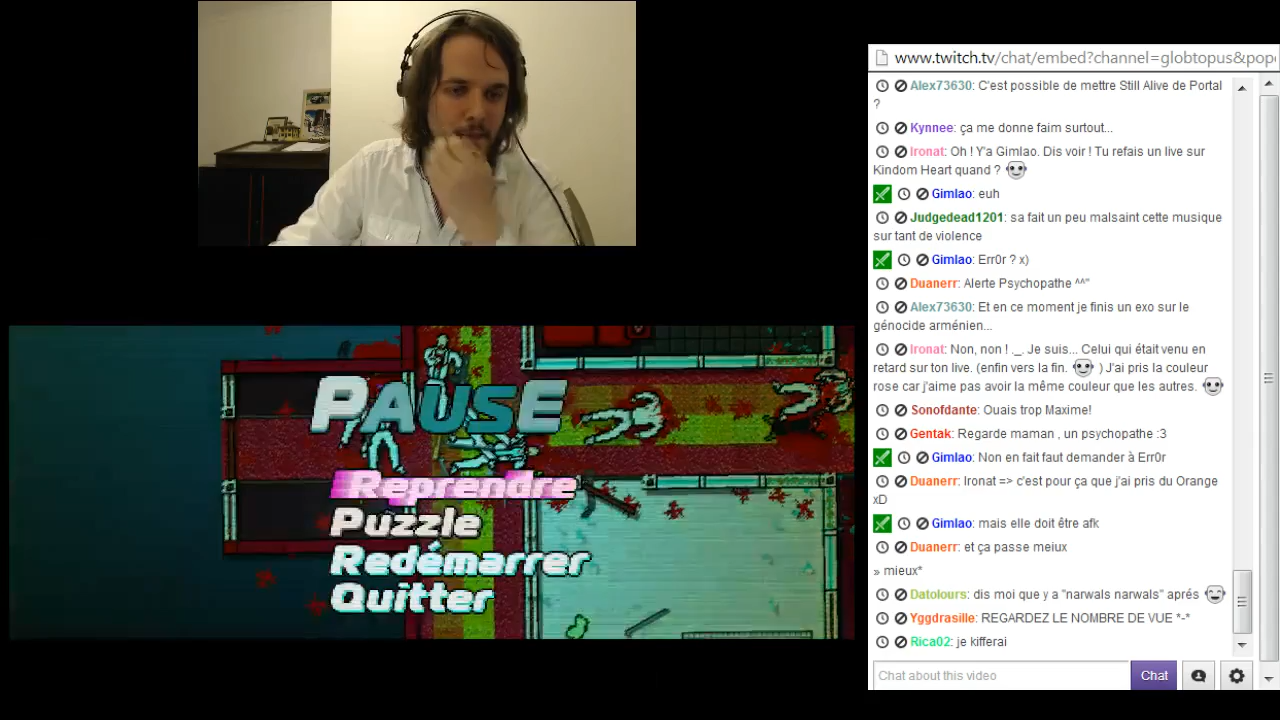 www.twitch.tv/chat/embed?channel=globtopus&pop
Alex73630: C'est possible de mettre Still Alive de Portal
?
Kynnee: ça me donne faim surtout...
Ironat: Oh ! Y'a Gimlao. Dis voir ! Tu refais un live sur
Kindom Heart quand ?
Gimlao: euh
Judgedead1201: sa fait un peu malsaint cette musique
sur tant de violence
Gimlao: Err0r ? x)
Duanerr: Alerte Psychopathe ^^"
Alex73630: Et en ce moment je finis un exo sur le
génocide arménien...
Ironat: Non, non ! ._. Je suis... Celui qui était venu en
retard sur ton live. (enfin vers la fin. ) J'ai pris la couleur
rose car j'aime pas avoir la même couleur que les autres.
Sonofdante: Ouais trop Maxime!
Gentak: Regarde maman , un psychopathe :3
Gimlao: Non en fait faut demander à Err0r
Duanerr: Ironat => c'est pour ça que j'ai pris du Orange
xD
Gimlao: mais elle doit être afk
Duanerr: et ça passe meiux
» mieux*
Datolours: dis moi que y a "narwals narwals" aprés
Yggdrasille: REGARDEZ LE NOMBRE DE VUE *-*
Rica02: je kifferai
Chat about this video
Chat
PAUSE
Reprendre
Puzzle
Redémarrer
Quitter